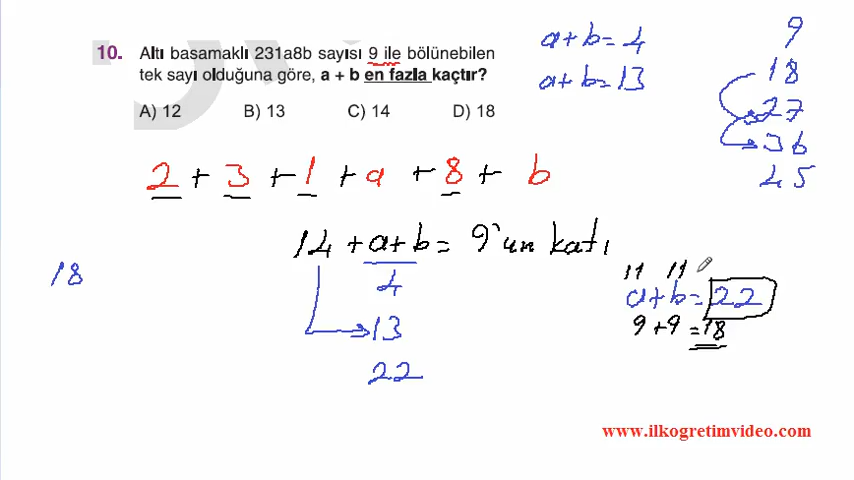 10. Altı basamaklı 231a8b sayısı 9 ile bölünebilen
tek sayı olduğuna göre, a + b en fazla kaçtır?
A) 12 B) 13 C) 14 D) 18
a+b=4
a+b=13
9
18
27
36
45
2 + 3 + 1 + a + 8 + b
14 + a+b = 9'un katı
18
4
13
22
11 11
a+b=22
9+9=18
www.ilkogretimvideo.com